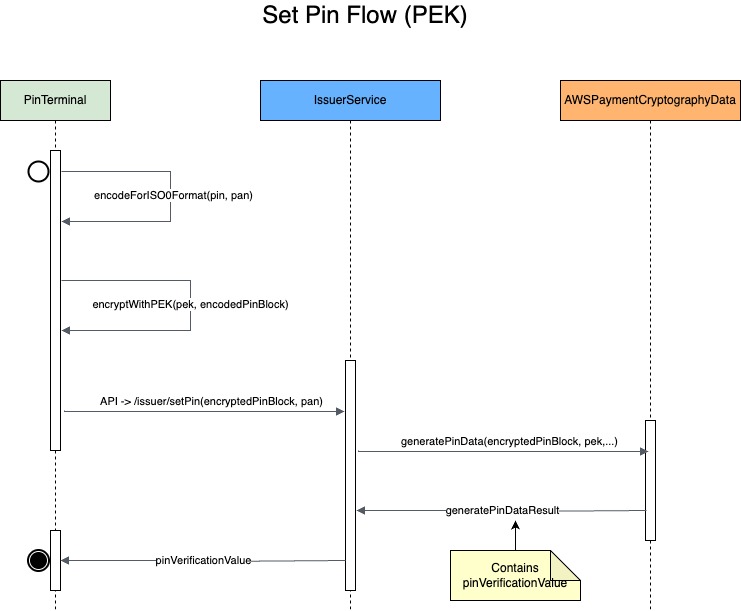 Set Pin Flow (PEK)
PinTerminal
IssuerService
AWSPaymentCryptographyData
encodeForISO0Format(pin, pan)
encryptWithPEK(pek, encodedPinBlock)
API -> /issuer/setPin(encryptedPinBlock, pan)
generatePinData(encryptedPinBlock, pek,...)
generatePinDataResult
pinVerificationValue
Contains
pinVerificationValue